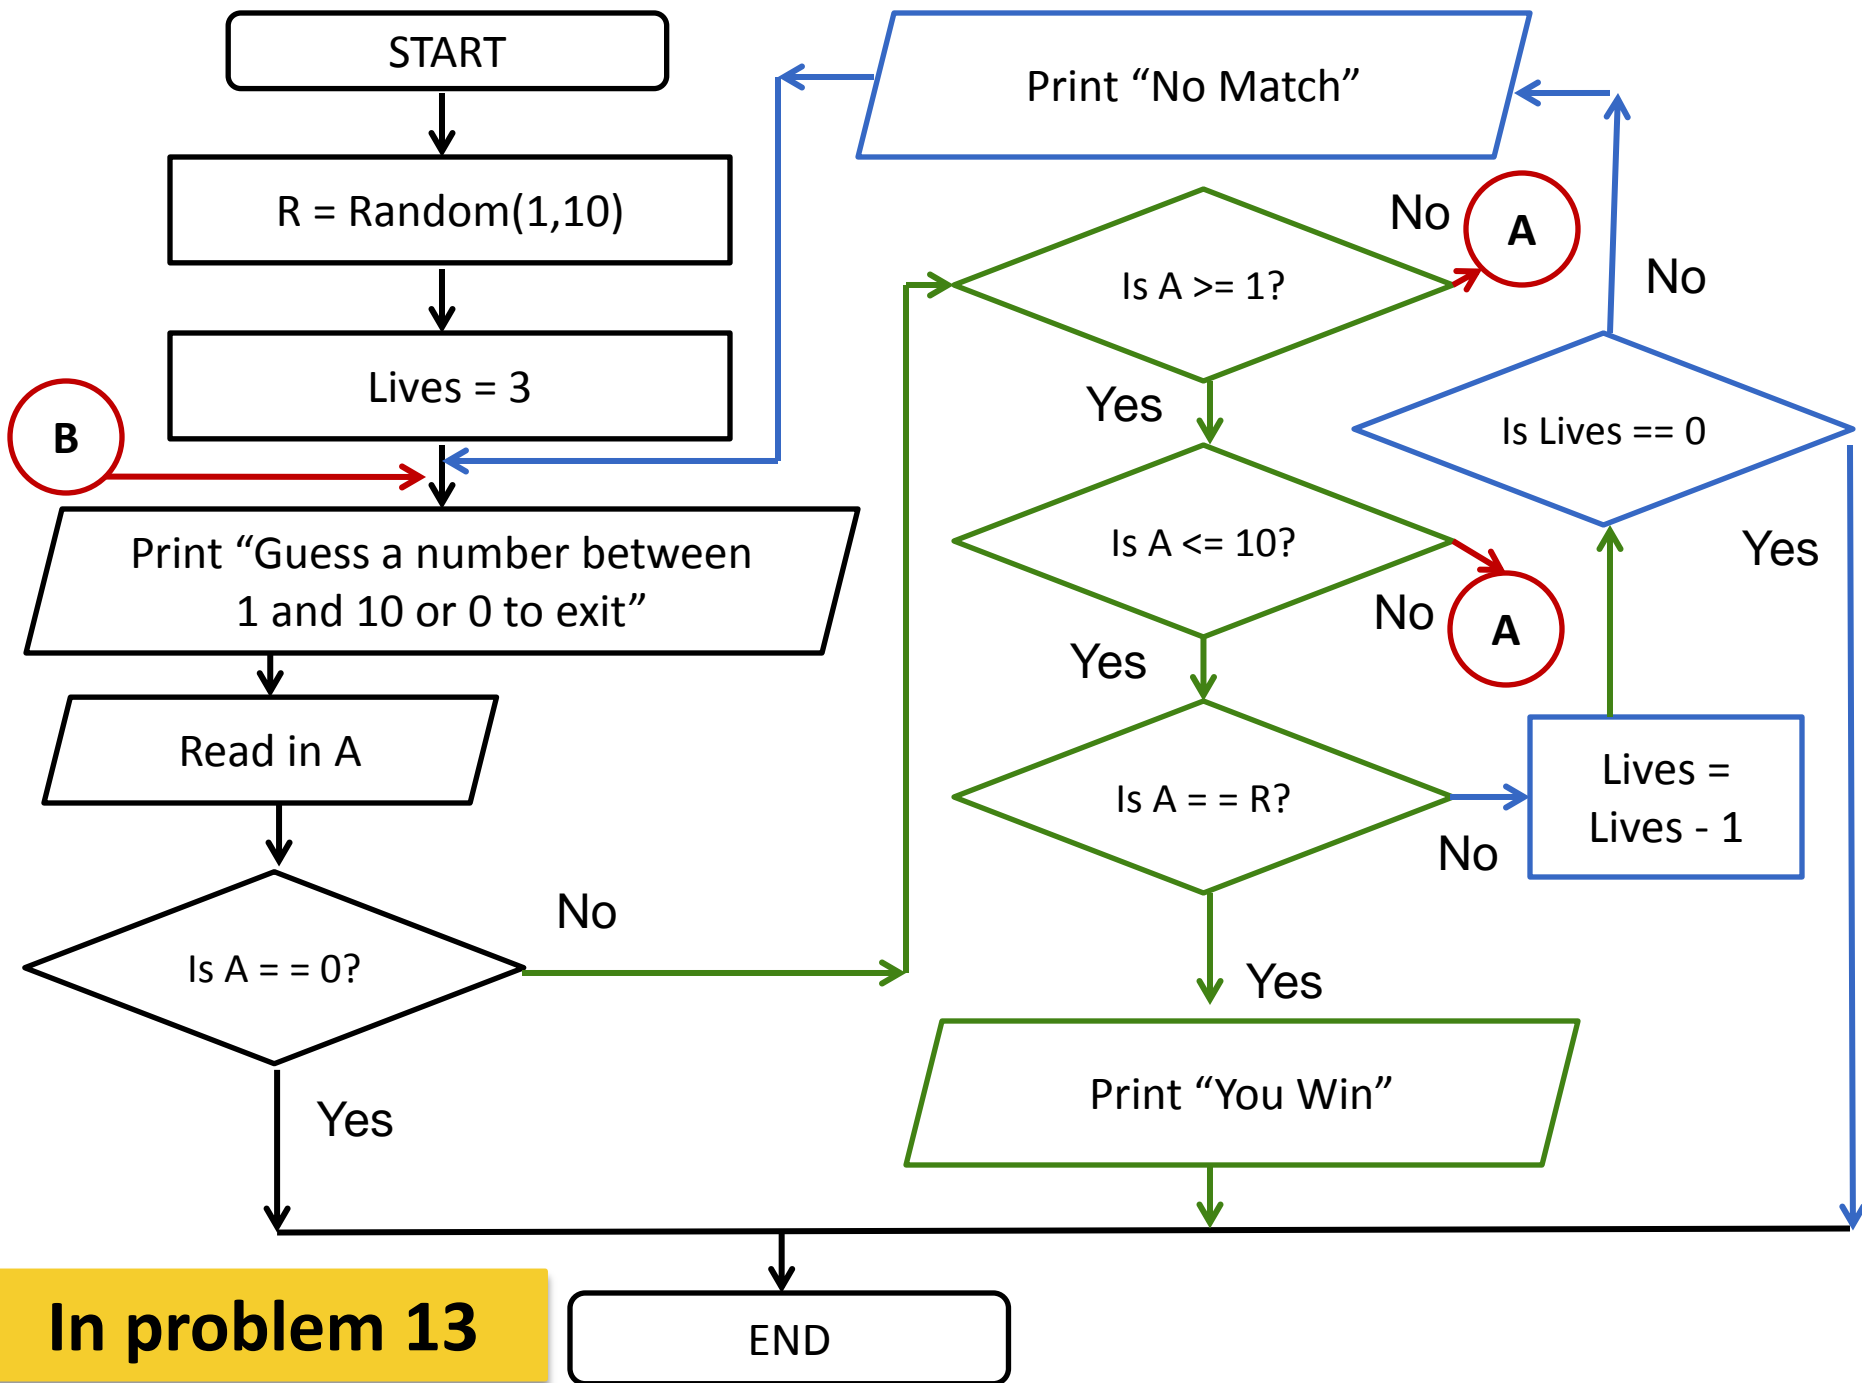 START
R = Random(1,10)
Lives = 3
B
Print “Guess a number between
1 and 10 or 0 to exit”
Read in A
Is A = = 0?
No
Yes
Print “No Match”
Is A >= 1?
No
A
Yes
Is A <= 10?
No
A
Yes
Is A = = R?
No
Yes
Lives =
Lives - 1
Is Lives == 0
No
Yes
Print “You Win”
END
In problem 13